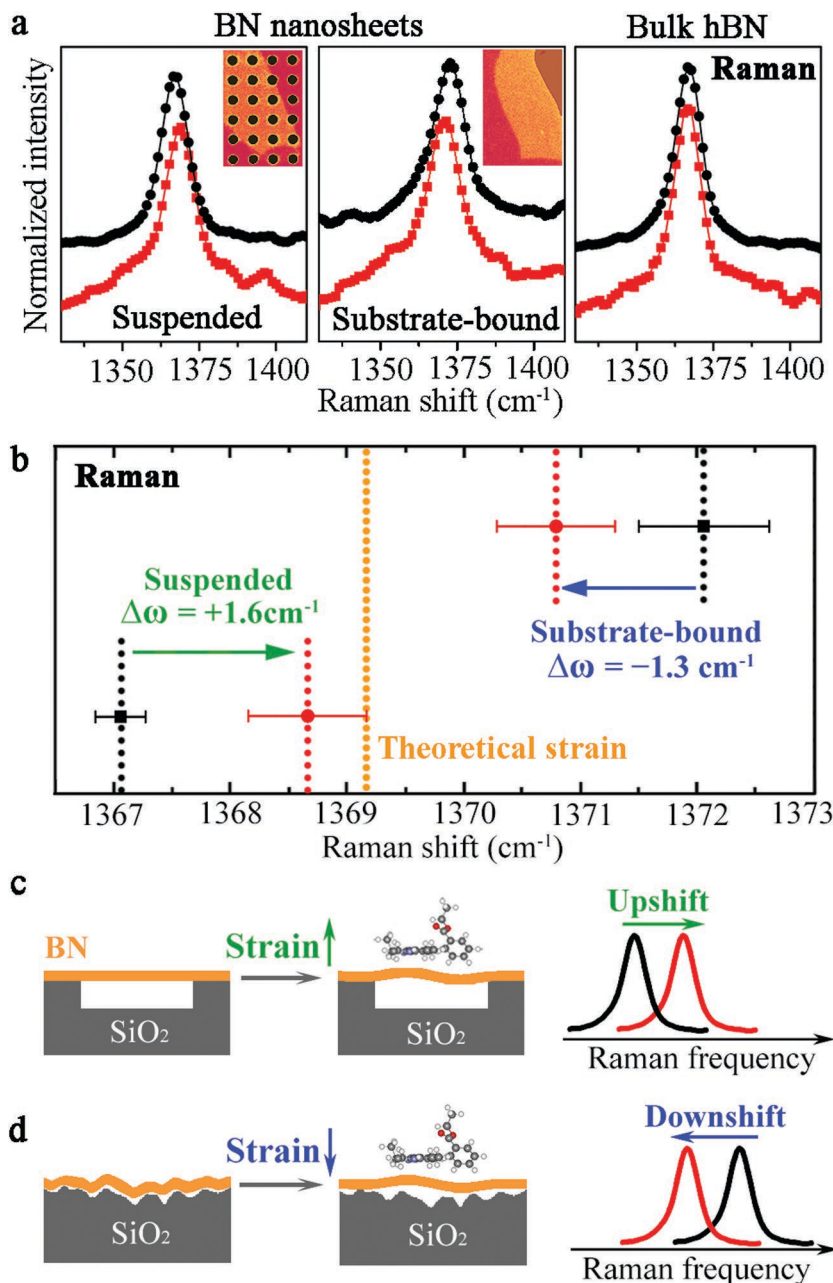 a
BN nanosheets
Bulk hBN
Raman
Normalized intensity
Suspended
Substrate-bound
1350 1375 1400
1350 1375 1400
1350 1375 1400
Raman shift (cm⁻¹)
b
Raman
Suspended
Δω = +1.6cm⁻¹
Substrate-bound
Δω = −1.3 cm⁻¹
Theoretical strain
1367 1368 1369 1370 1371 1372 1373
Raman shift (cm⁻¹)
c
BN
SiO₂
Strain
SiO₂
Upshift
Raman frequency
d
SiO₂
Strain
SiO₂
Downshift
Raman frequency